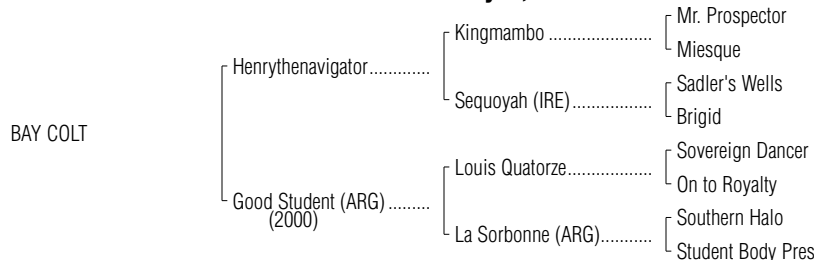 Mr. Prospector
Kingmambo ......................
Miesque
Henrythenavigator.............
Sadler's Wells
Sequoyah (IRE).................
Brigid
BAY COLT
Sovereign Dancer
Louis Quatorze..................
On to Royalty
Good Student (ARG) .........
(2000)
Southern Halo
La Sorbonne (ARG)...........
Student Body Pres